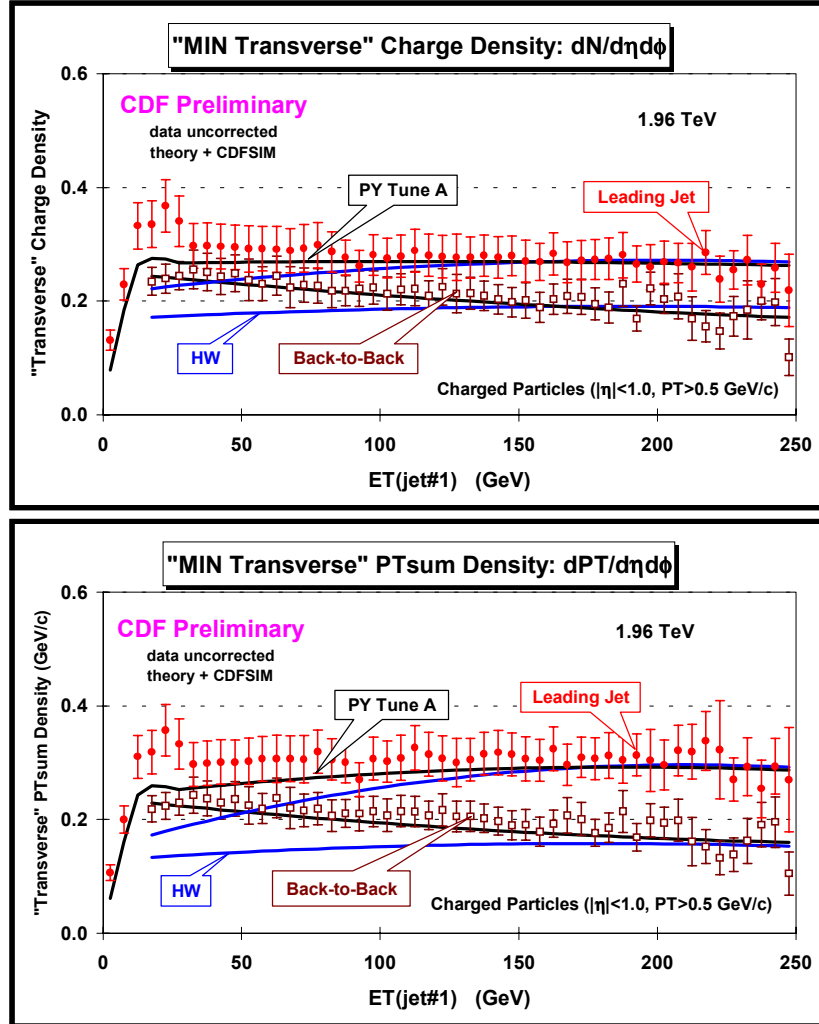 "MIN Transverse" Charge Density: dN/dηdϕ
0.6
CDF Preliminary
data uncorrected
theory + CDFSIM
1.96 TeV
PY Tune A
Leading Jet
0.4
"Transverse" Charge Density
0.2
HW
Back-to-Back
Charged Particles (|η|<1.0, PT>0.5 GeV/c)
0.0
0 50 100 150 200 250
ET(jet#1) (GeV)
"MIN Transverse" PTsum Density: dPT/dηdϕ
0.6
CDF Preliminary
data uncorrected
theory + CDFSIM
1.96 TeV
PY Tune A
Leading Jet
0.4
"Transverse" PTsum Density (GeV/c)
0.2
HW
Back-to-Back
Charged Particles (|η|<1.0, PT>0.5 GeV/c)
0.0
0 50 100 150 200 250
ET(jet#1) (GeV)